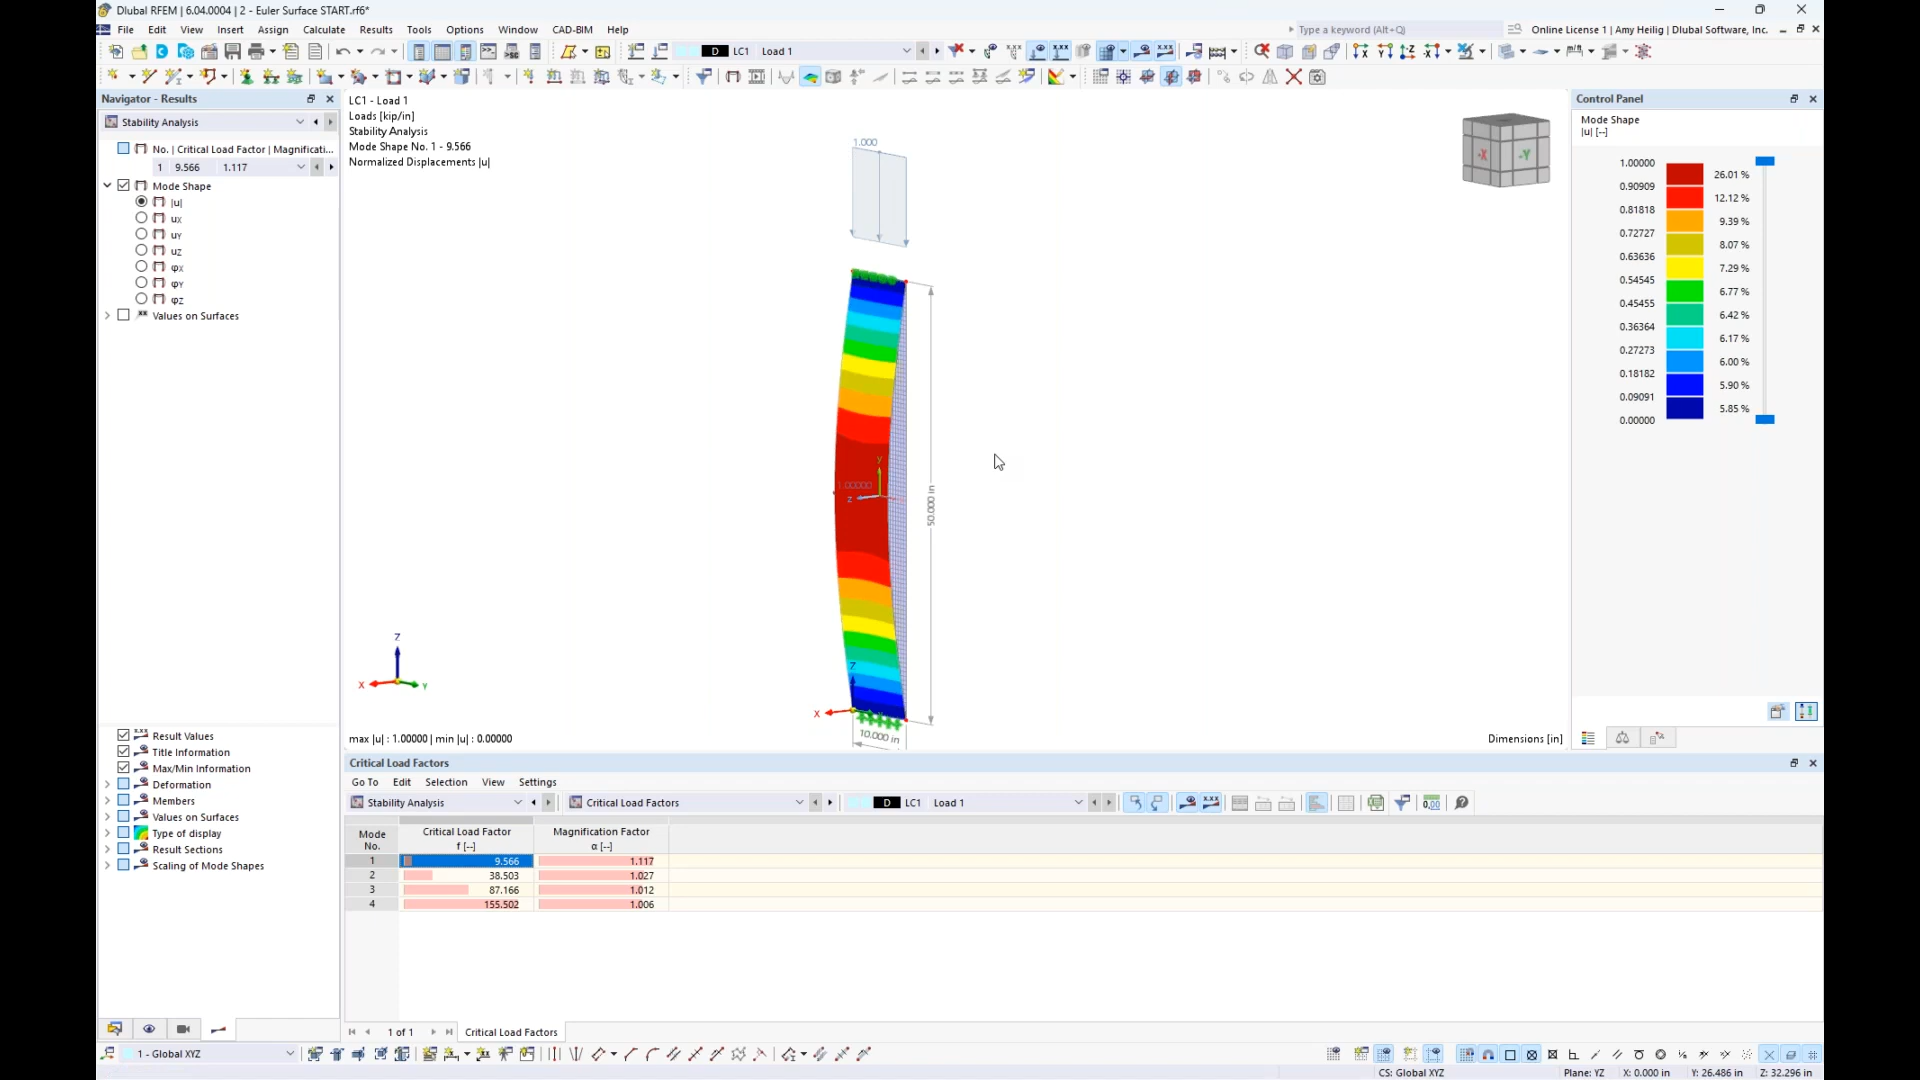 Dlubal RFEM | 6.04.0004 | 2 - Euler Surface START.rf6*
File Edit View Insert Assign Calculate Results Tools Options Window CAD-BIM Help
Type a keyword (Alt+Q)
Online License 1 | Amy Heilig | Dlubal Software, Inc.
D LC1 Load 1
Navigator - Results
Stability Analysis
No. | Critical Load Factor | Magnificati...
1 9.566 1.117
Mode Shape
|u|
uX
uY
uZ
φX
φY
φZ
Values on Surfaces
Result Values
Title Information
Max/Min Information
Deformation
Members
Values on Surfaces
Type of display
Result Sections
Scaling of Mode Shapes
LC1 - Load 1
Loads [kip/in]
Stability Analysis
Mode Shape No. 1 - 9.566
Normalized Displacements |u|
1.000
-X -Y
1.00000
y
z
50.000 in
Z
X
10.000 in
Z
X Y
max |u| : 1.00000 | min |u| : 0.00000
Dimensions [in]
Control Panel
Mode Shape
|u| [--]
1.00000
26.01 %
0.90909
12.12 %
0.81818
9.39 %
0.72727
8.07 %
0.63636
7.29 %
0.54545
6.77 %
0.45455
6.42 %
0.36364
6.17 %
0.27273
6.00 %
0.18182
5.90 %
0.09091
5.85 %
0.00000
Critical Load Factors
Go To Edit Selection View Settings
Stability Analysis Critical Load Factors D LC1 Load 1
Mode Critical Load Factor Magnification Factor
No. f [--] α [--]
1 9.566 1.117
2 38.503 1.027
3 87.166 1.012
4 155.502 1.006
1 of 1 Critical Load Factors
1 - Global XYZ
CS: Global XYZ Plane: YZ X: 0.000 in Y: 26.486 in Z: 32.296 in